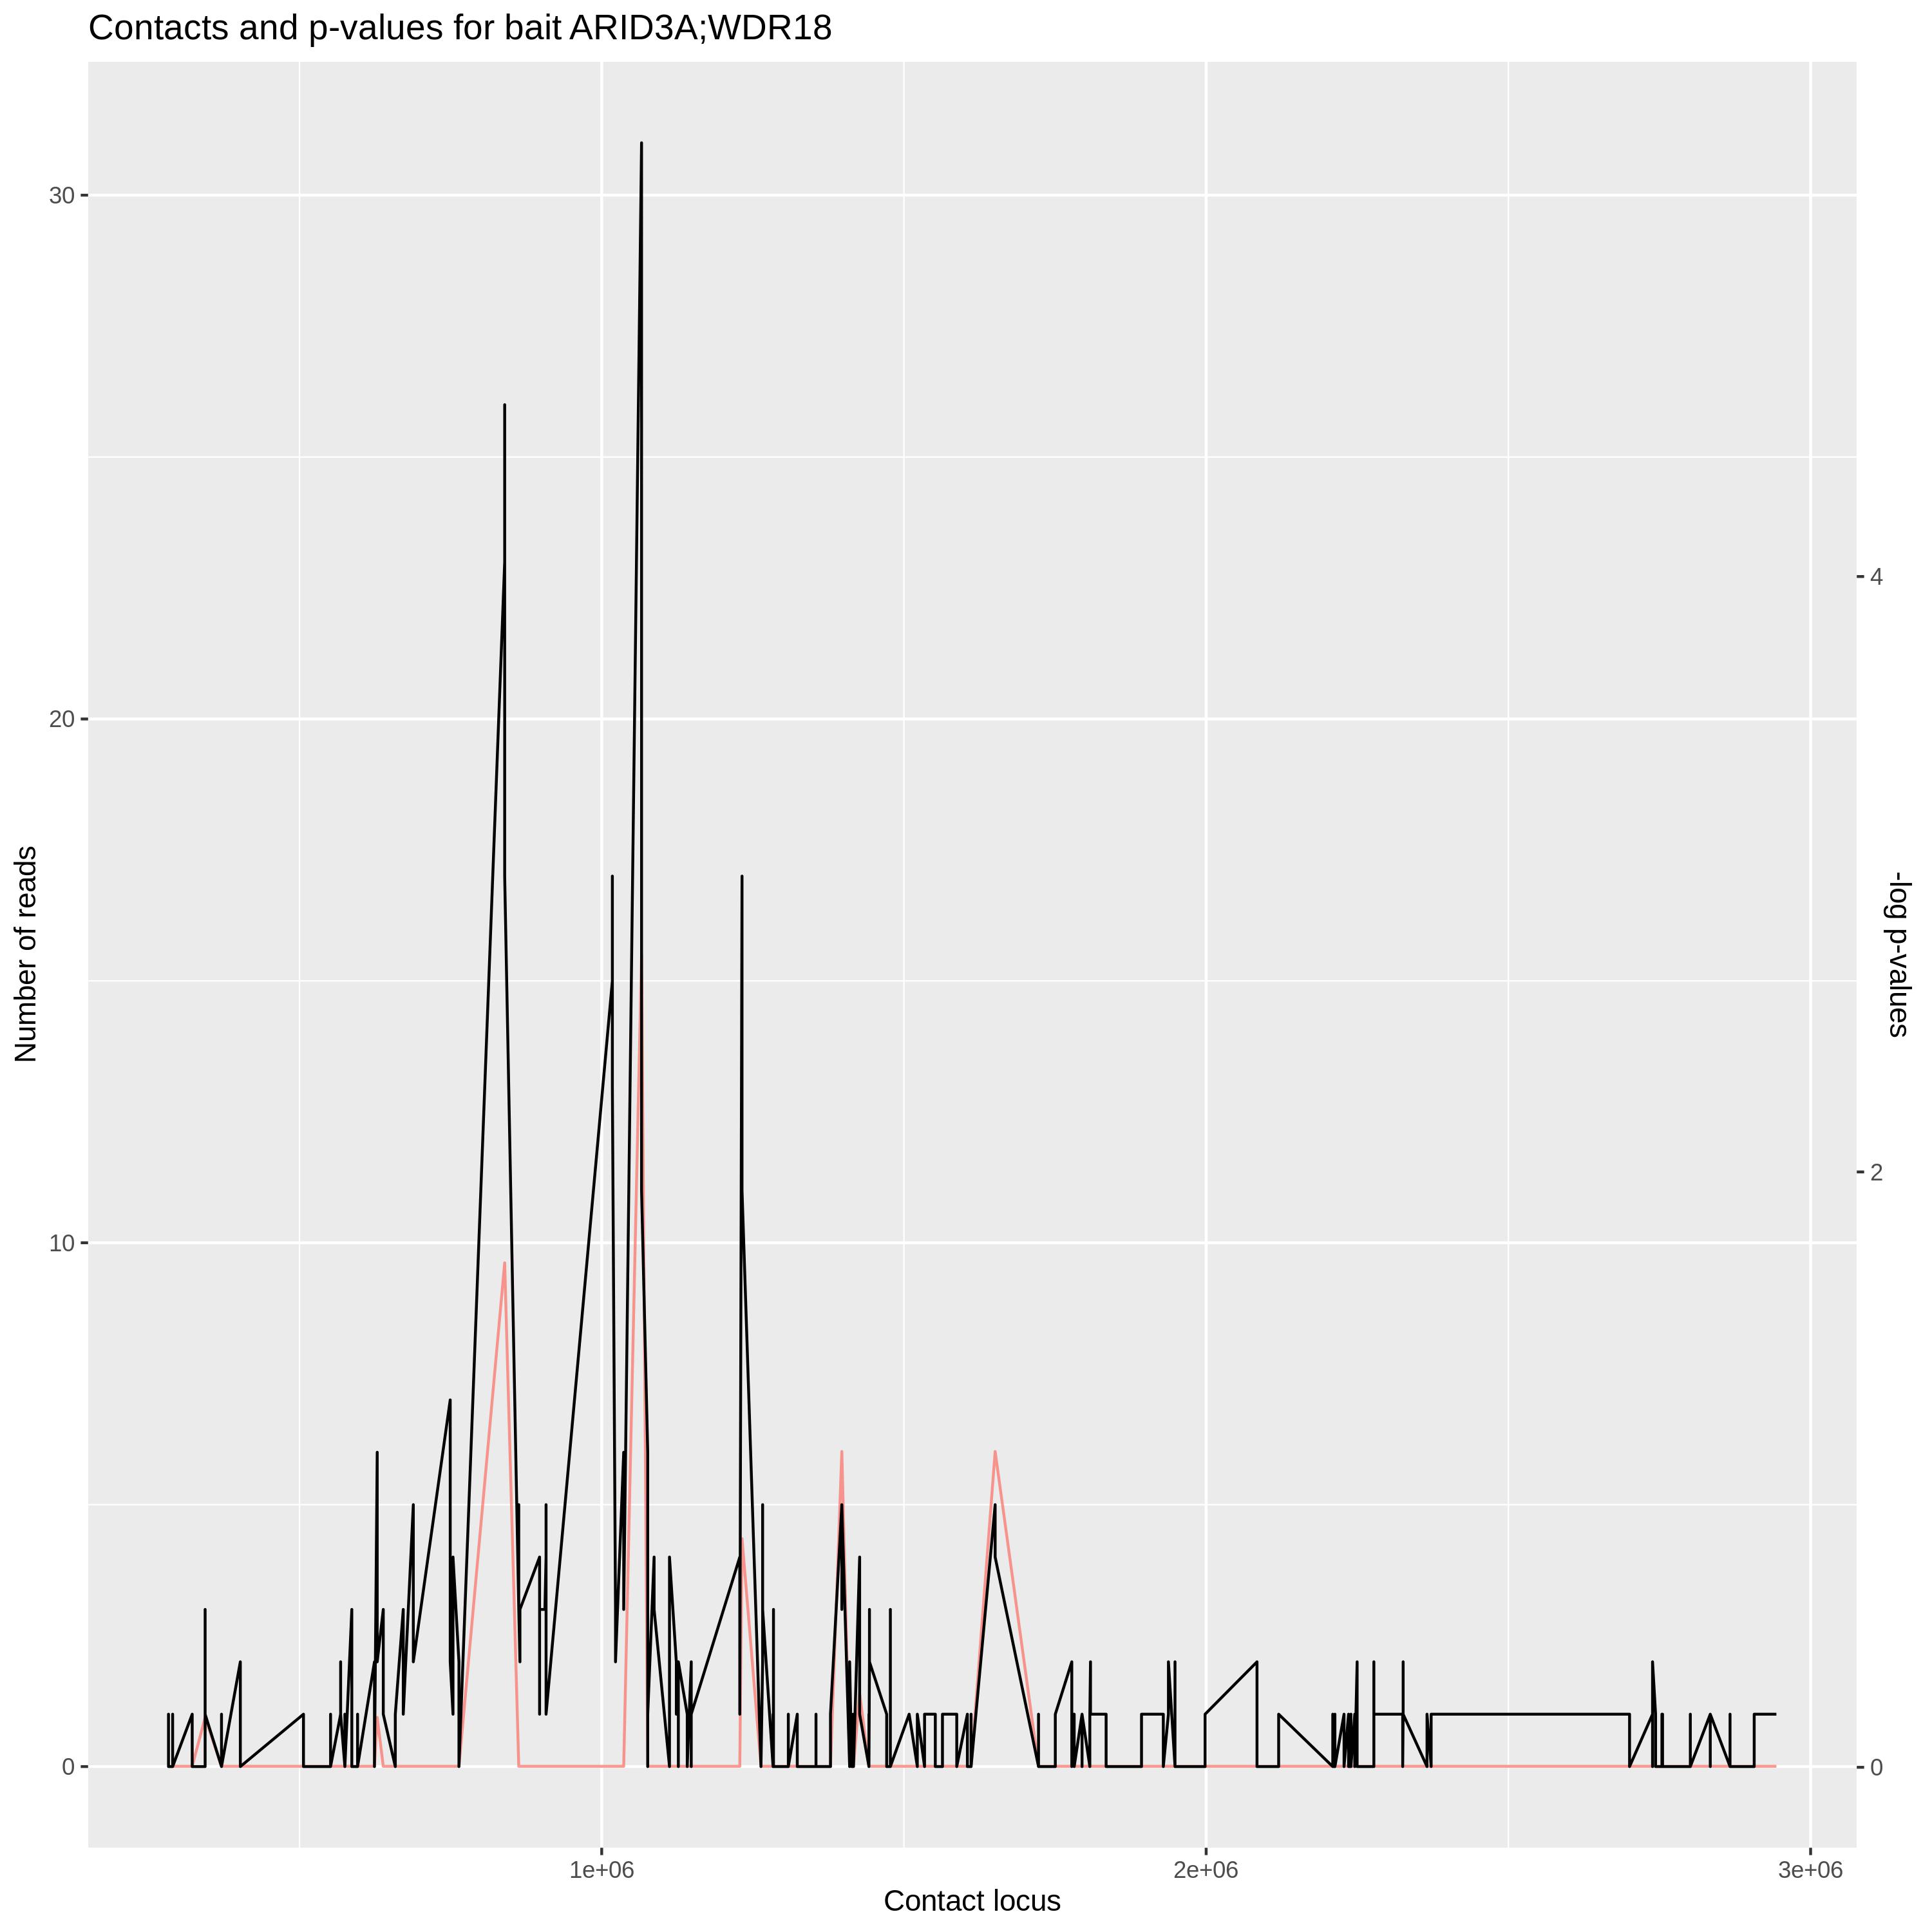 Contacts and p-values for bait ARID3A;WDR18
30
20
10
0
Number of reads
4
2
0
-log p-values
1e+06
2e+06
3e+06
Contact locus